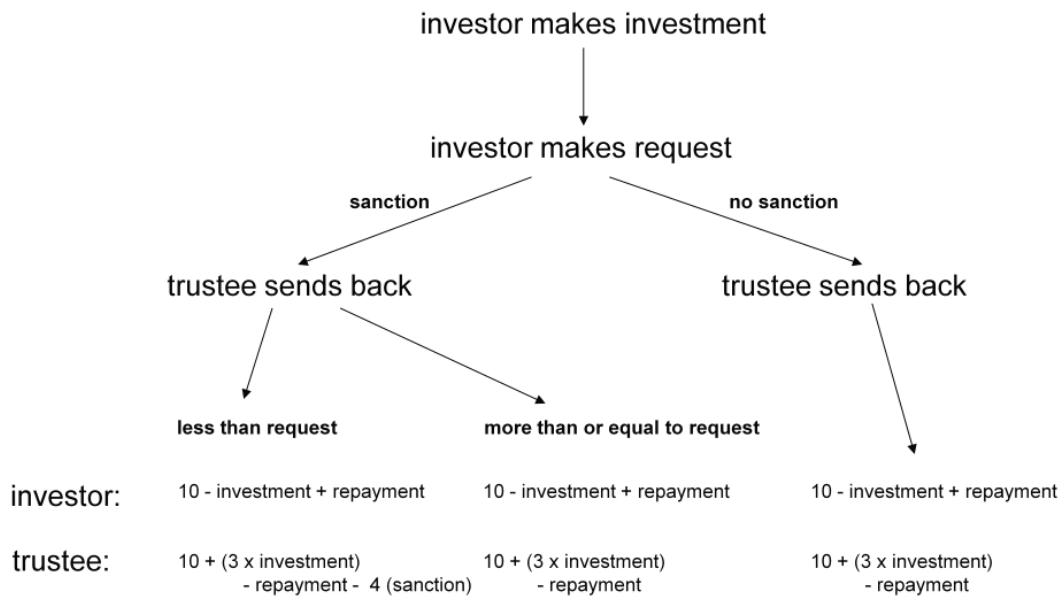 investor makes investment
investor makes request
sanction
no sanction
trustee sends back
trustee sends back
less than request
more than or equal to request
investor:
10 - investment + repayment
10 - investment + repayment
10 - investment + repayment
trustee:
10 + (3 x investment)
- repayment - 4 (sanction)
10 + (3 x investment)
- repayment
10 + (3 x investment)
- repayment